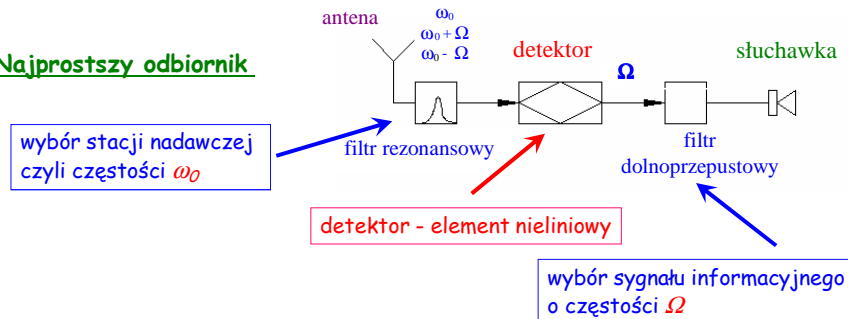 Najprostszy odbiornik
antena
ω₀
ω₀ + Ω
ω₀ - Ω
detektor
Ω
słuchawka
filtr rezonansowy
filtr
dolnoprzepustowy
wybór stacji nadawczej
czyli częstości ω₀
detektor - element nieliniowy
wybór sygnału informacyjnego
o częstości Ω